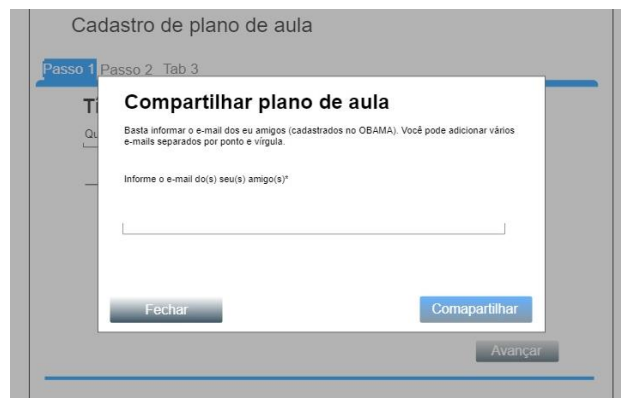 Cadastro de plano de aula
Passo 1 Passo 2 Tab 3
Compartilhar plano de aula
Basta informar o e-mail dos eu amigos (cadastrados no OBAMA). Você pode adicionar vários
e-mails separados por ponto e vírgula.
Informe o e-mail do(s) seu(s) amigo(s)*
Fechar Comapartilhar
Avançar